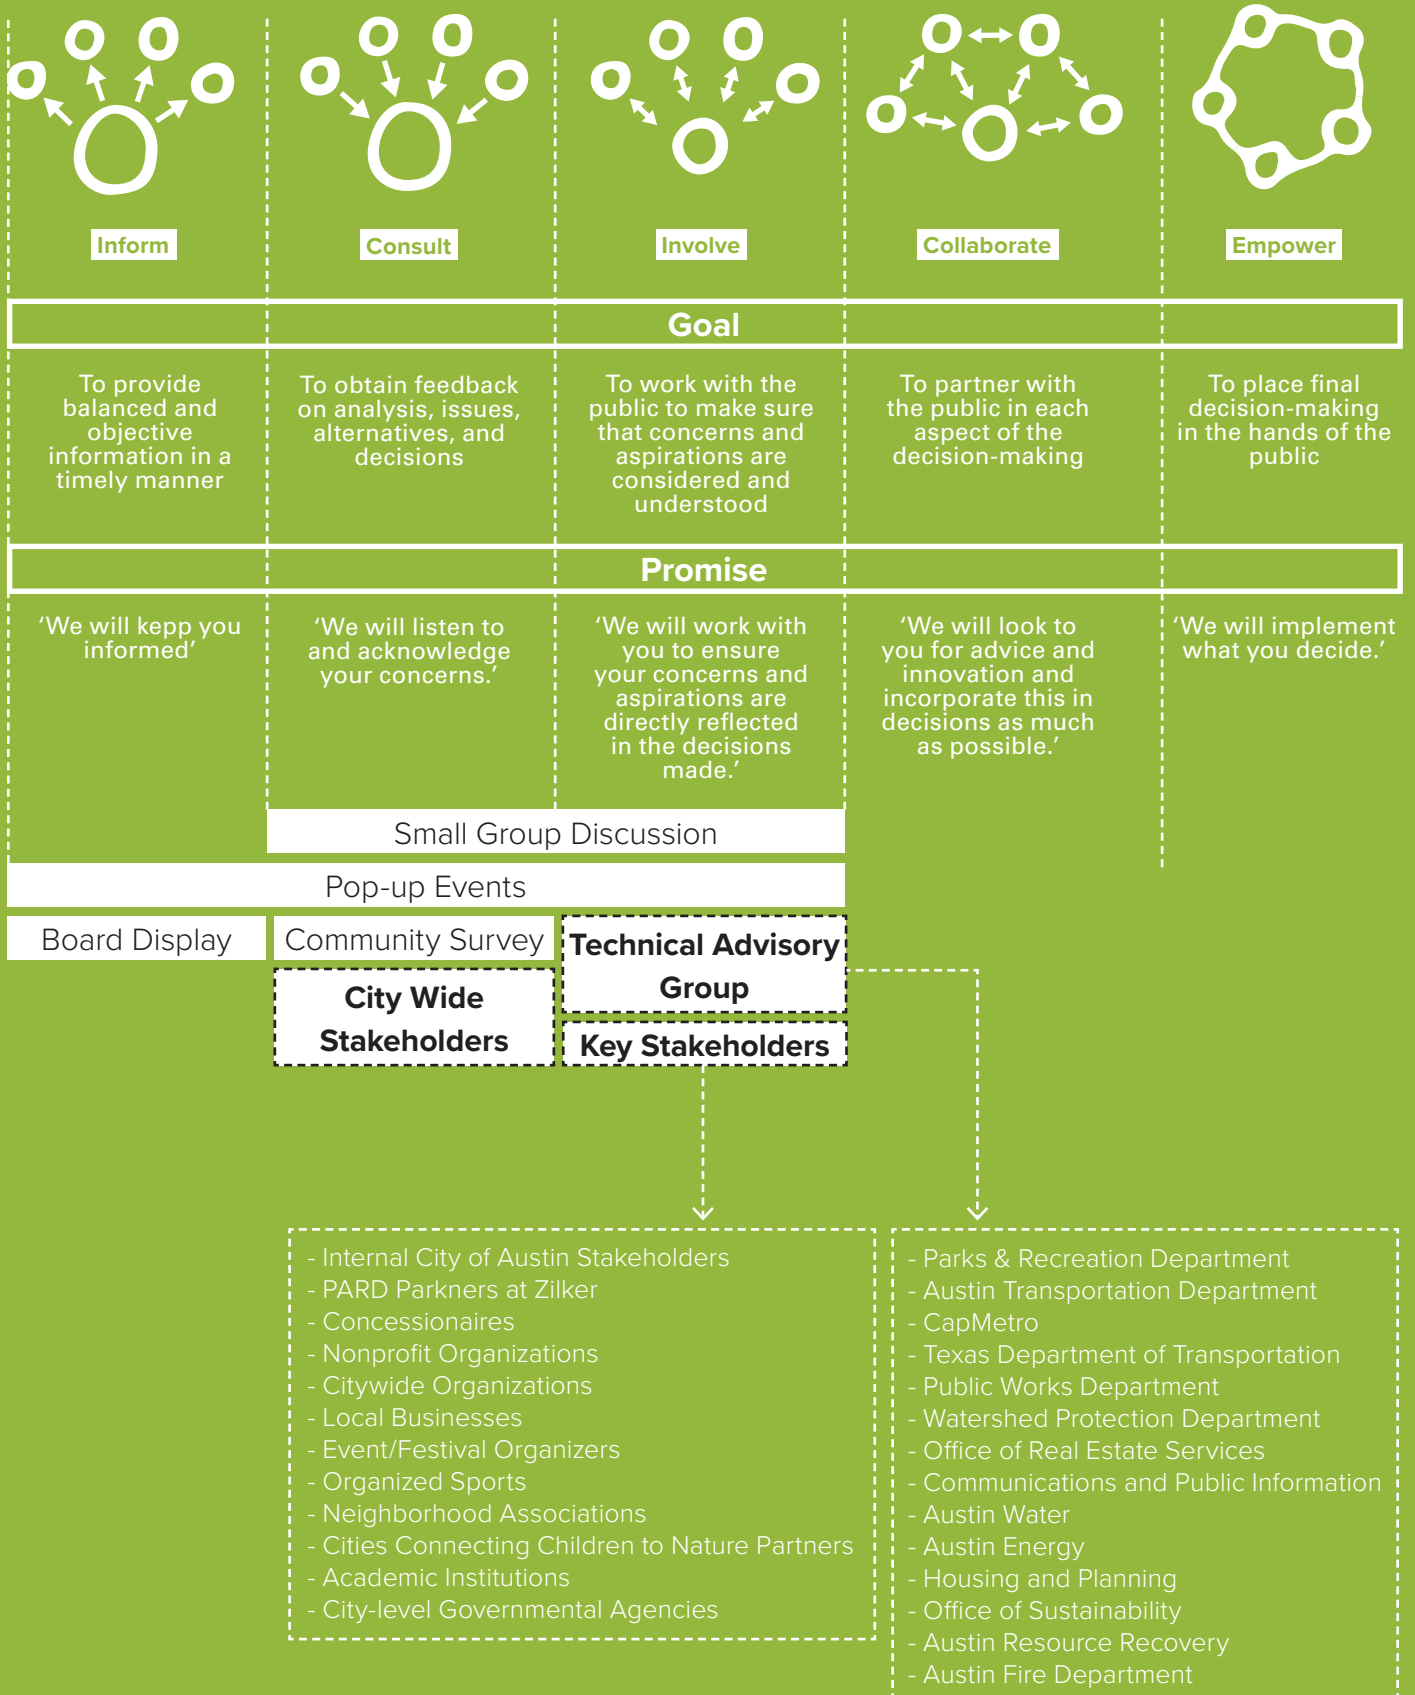 Inform
Consult
Involve
Collaborate
Empower
Goal
To provide
balanced and
objective
information in a
timely manner
To obtain feedback
on analysis, issues,
alternatives, and
decisions
To work with the
public to make sure
that concerns and
aspirations are
considered and
understood
To partner with
the public in each
aspect of the
decision-making
To place final
decision-making
in the hands of the
public
Promise
‘We will kepp you
informed’
‘We will listen to
and acknowledge
your concerns.’
‘We will work with
you to ensure
your concerns and
aspirations are
directly reflected
in the decisions
made.’
‘We will look to
you for advice and
innovation and
incorporate this in
decisions as much
as possible.’
‘We will implement
what you decide.’
Small Group Discussion
Pop-up Events
Board Display
Community Survey
Technical Advisory
Group
City Wide
Stakeholders
Key Stakeholders
- Internal City of Austin Stakeholders
- PARD Parkners at Zilker
- Concessionaires
- Nonprofit Organizations
- Citywide Organizations
- Local Businesses
- Event/Festival Organizers
- Organized Sports
- Neighborhood Associations
- Cities Connecting Children to Nature Partners
- Academic Institutions
- City-level Governmental Agencies
- Parks & Recreation Department
- Austin Transportation Department
- CapMetro
- Texas Department of Transportation
- Public Works Department
- Watershed Protection Department
- Office of Real Estate Services
- Communications and Public Information
- Austin Water
- Austin Energy
- Housing and Planning
- Office of Sustainability
- Austin Resource Recovery
- Austin Fire Department